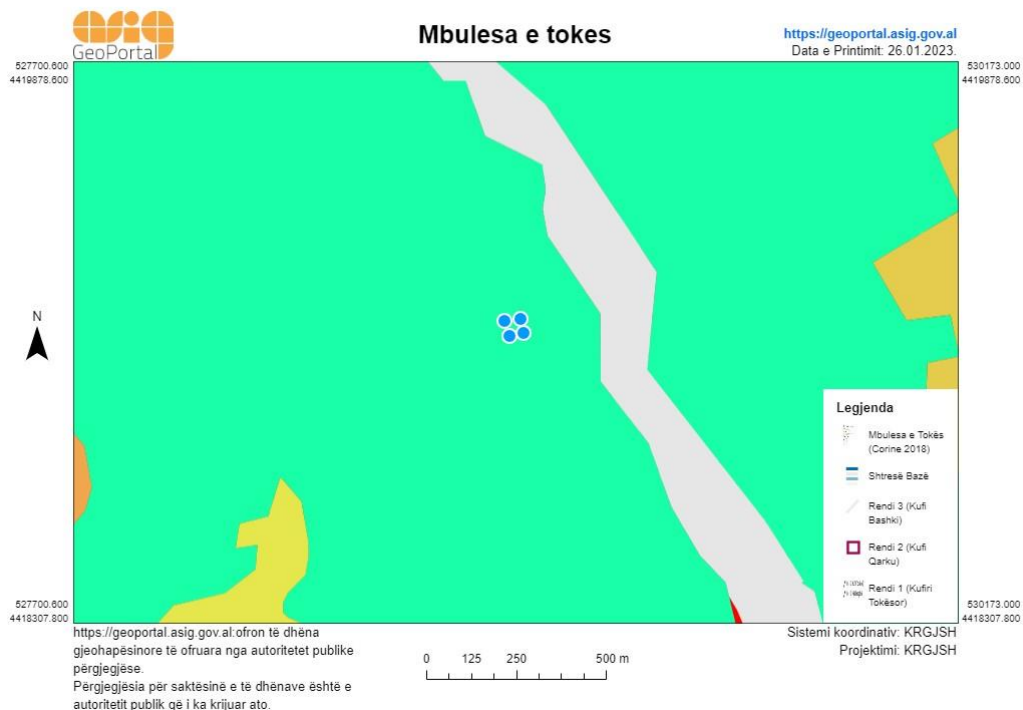 asig
GeoPortal
Mbulesa e tokes
https://geoportal.asig.gov.al
Data e Printimit: 26.01.2023.
527700.600
4419878.600
530173.000
4419878.600
N
Legjenda
Mbulesa e Tokës
(Corine 2018)
Shtresë Bazë
Rendi 3 (Kufi
Bashki)
Rendi 2 (Kufi
Qarku)
Rendi 1 (Kufiri
Tokësor)
527700.600
4418307.800
530173.000
4418307.800
https://geoportal.asig.gov.al:ofron të dhëna
gjeohapësinore të ofruara nga autoritetet publike
përgjegjëse.
Përgjegjësia për saktësinë e të dhënave është e
autoritetit publik që i ka krijuar ato.
0 125 250 500 m
Sistemi koordinativ: KRGJSH
Projektimi: KRGJSH